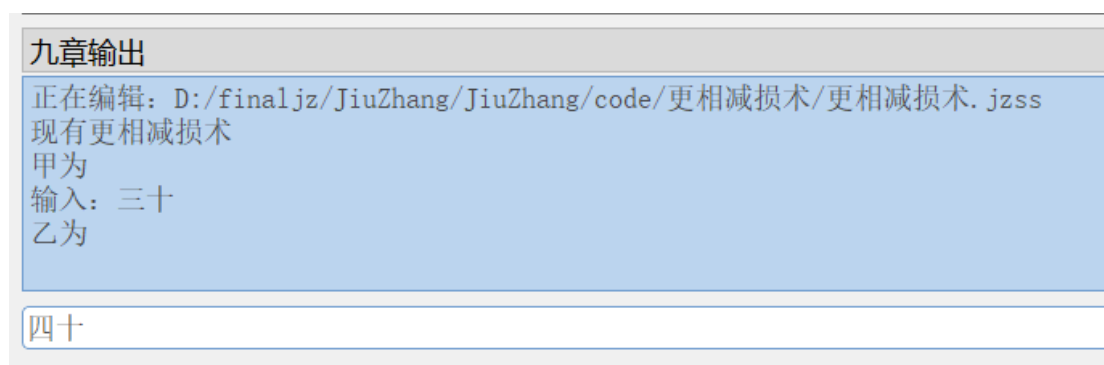 九章输出
正在编辑：D:/finaljz/JiuZhang/JiuZhang/code/更相减损术/更相减损术.jzss
现有更相减损术
甲为
输入：三十
乙为
四十